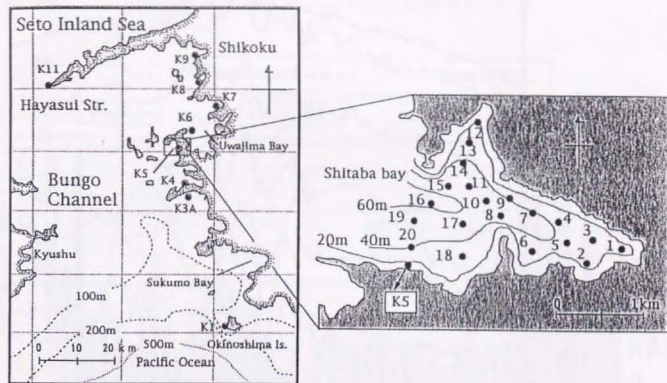 Seto Inland Sea
Shikoku
K9
K11
K8
Hayasui Str.
K7
K6
Uwajima Bay
K5
Bungo
Channel
K4
K3A
Kyushu
Sukumo Bay
100m
200m
K1
500m
Okinoshima Is.
0 10 20 km
Pacific Ocean
12
13
14
Shitaba bay
15
11
16
10
9
60m
7
4
19
17
8
3
1
20m
40m
20
6
5
2
18
K5
0
1km